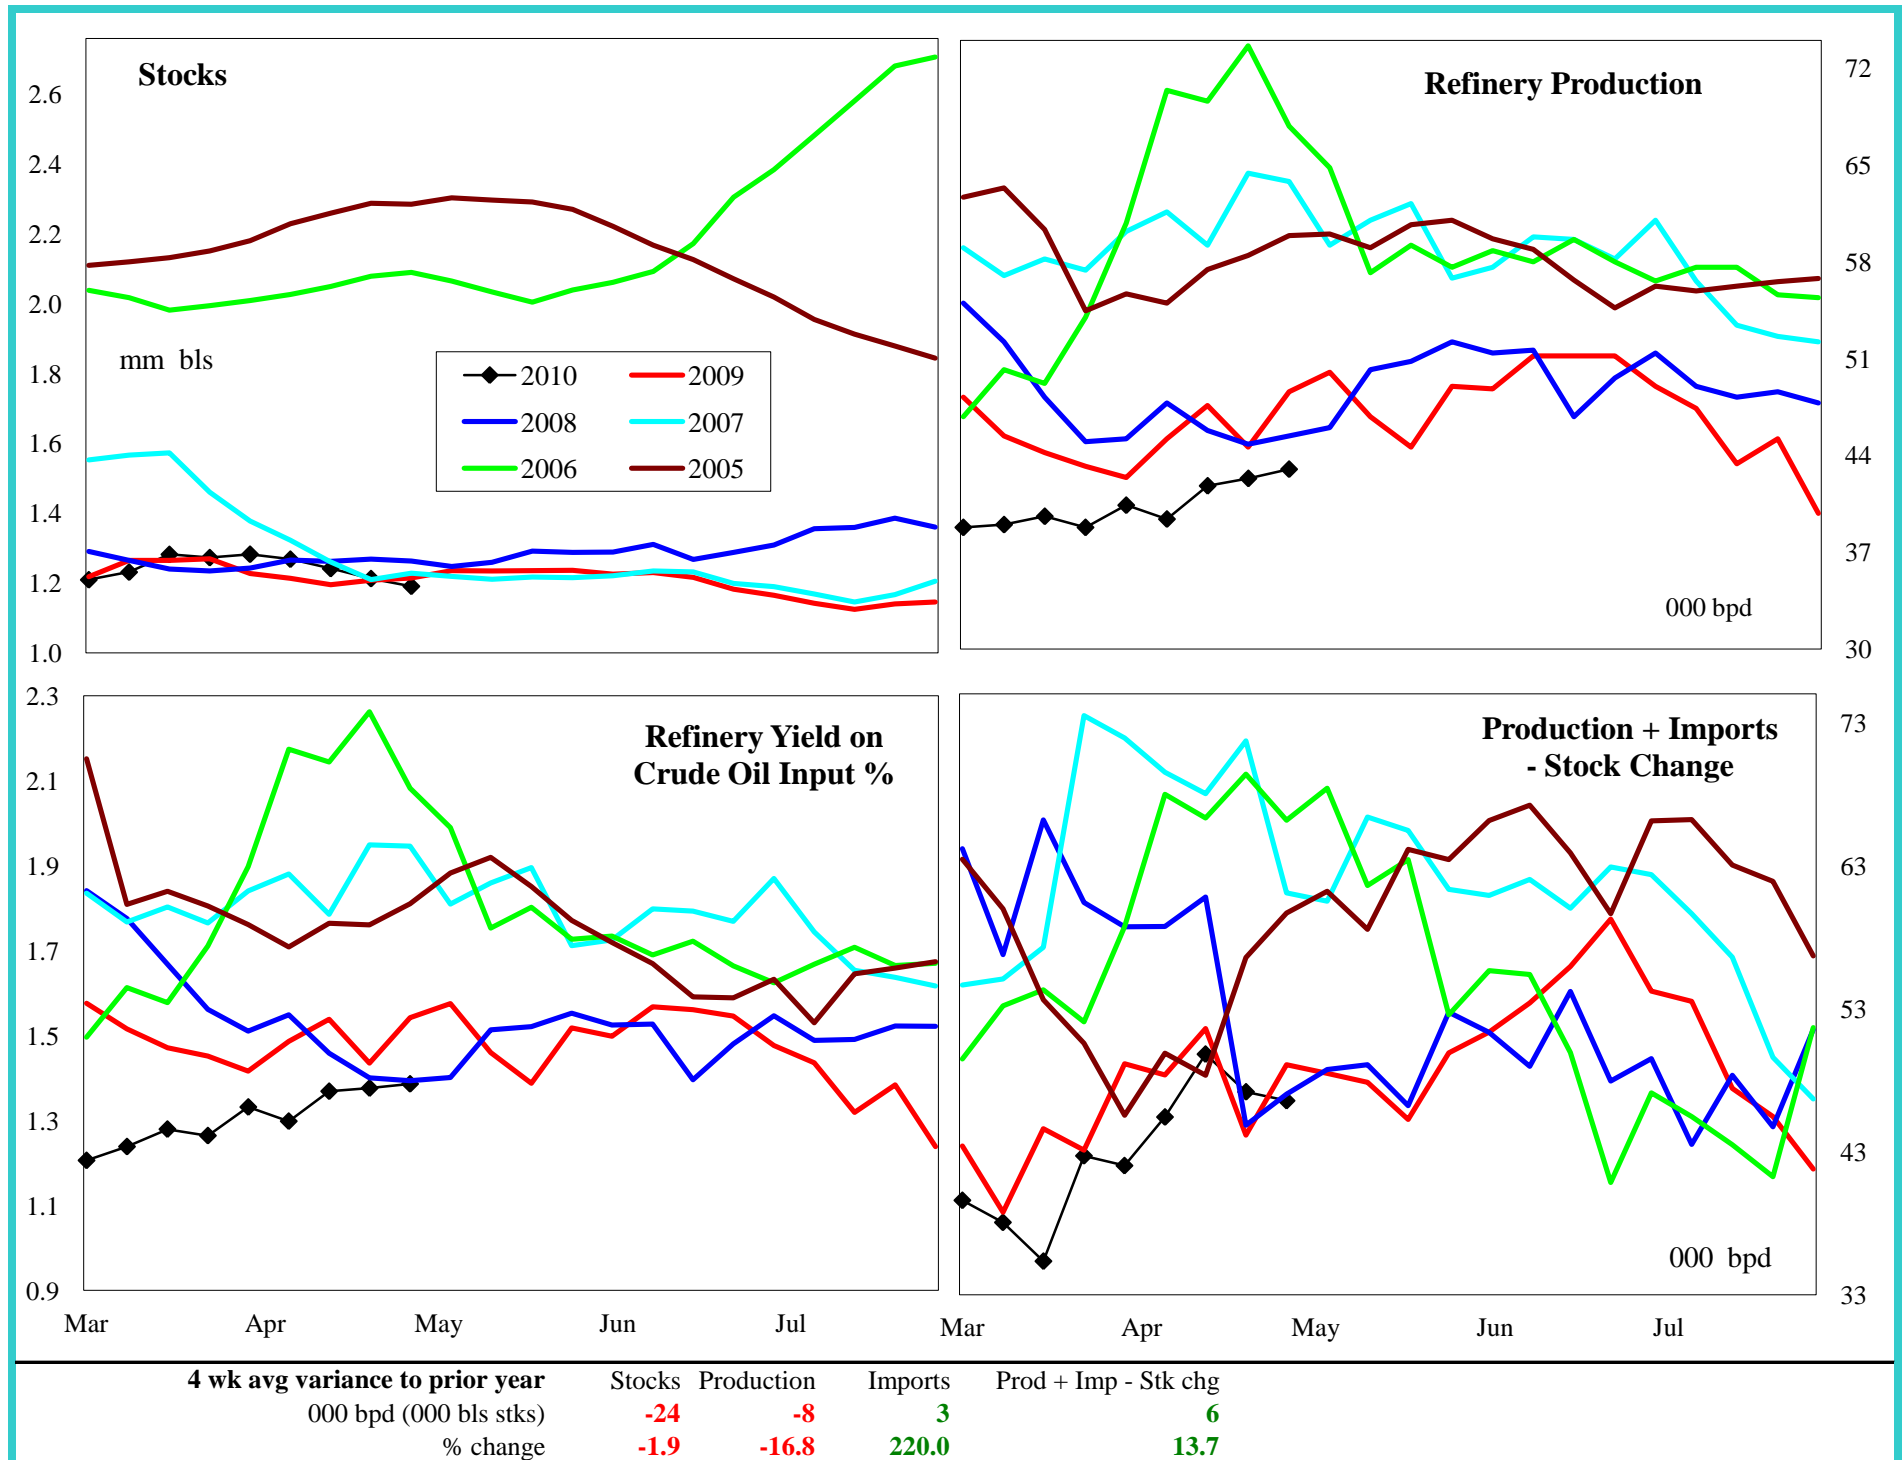 Stocks
2.6
2.4
2.2
2.0
1.8
1.6
1.4
1.2
1.0
mm bls
2010 2009
2008 2007
2006 2005
Refinery Production
72
65
58
51
44
37
30
000 bpd
Refinery Yield on
Crude Oil Input %
2.3
2.1
1.9
1.7
1.5
1.3
1.1
0.9
Mar Apr May Jun Jul
Production + Imports
- Stock Change
73
63
53
43
33
000 bpd
Mar Apr May Jun Jul
4 wk avg variance to prior year Stocks Production Imports Prod + Imp - Stk chg
000 bpd (000 bls stks) -24 -8 3 6
% change -1.9 -16.8 220.0 13.7